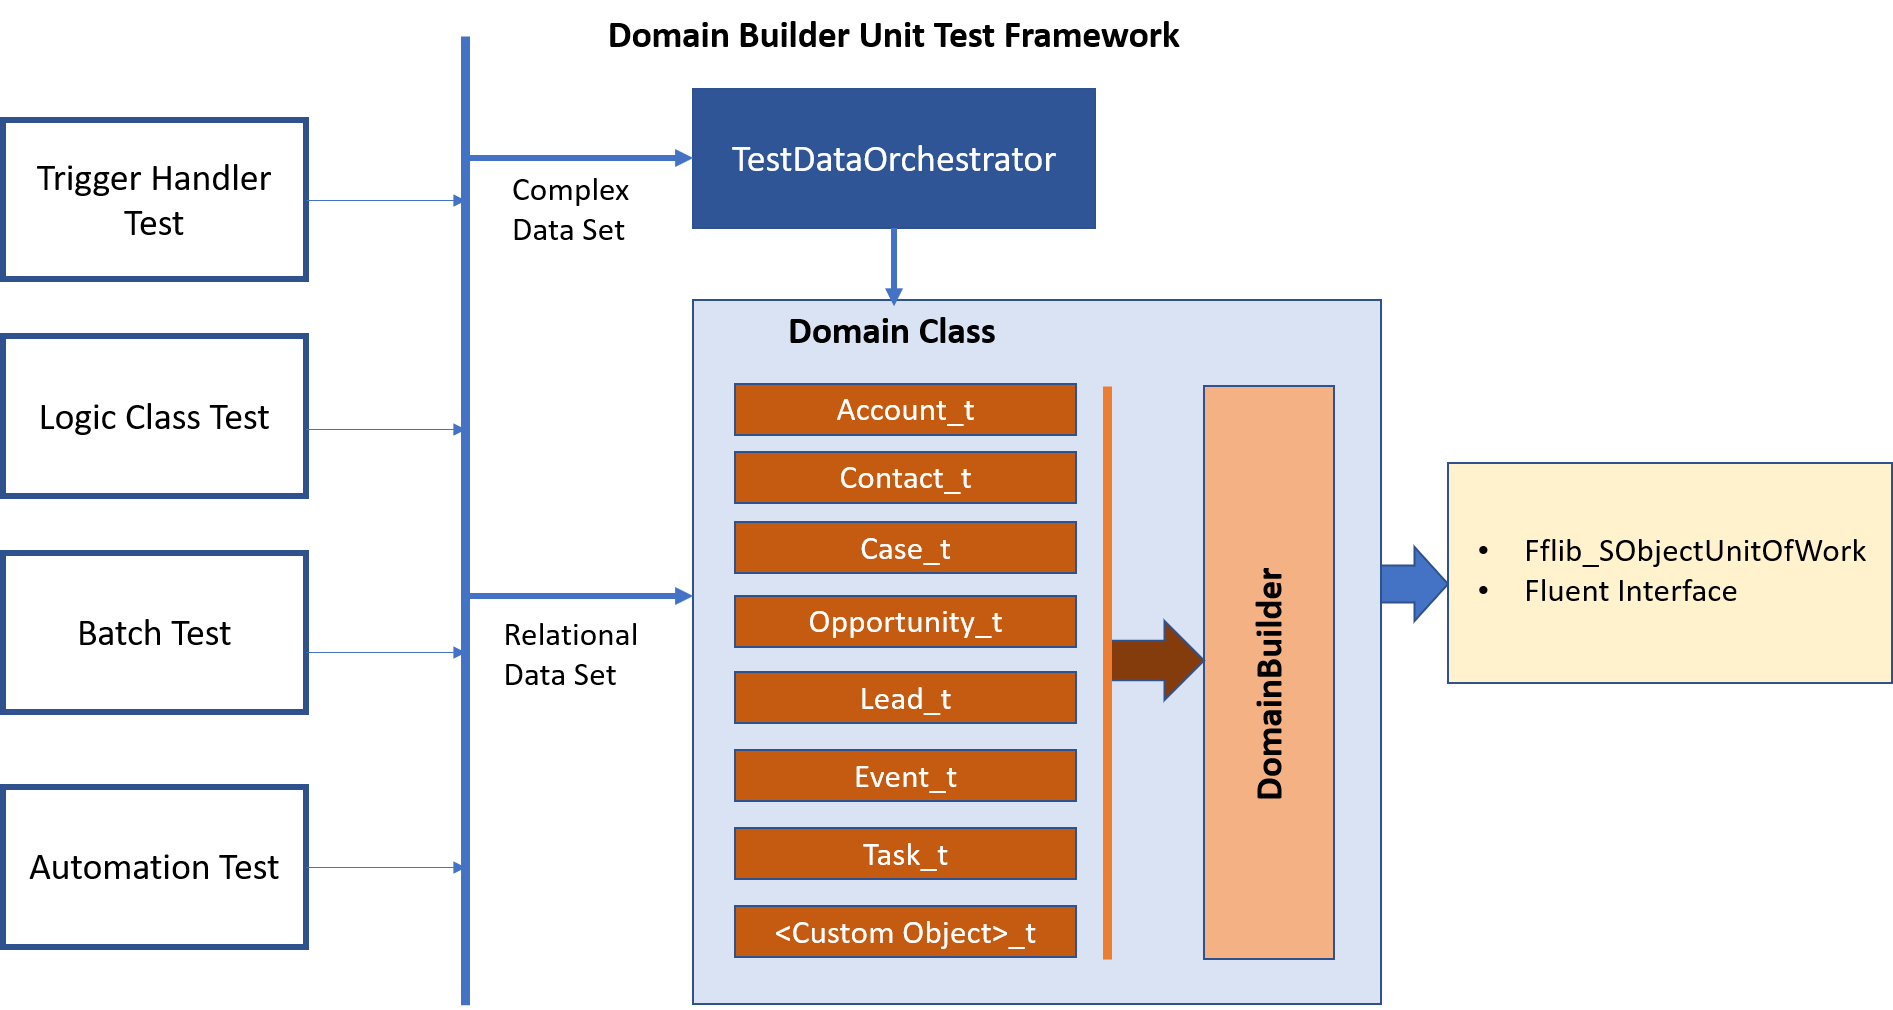 Domain Builder Unit Test Framework
Trigger Handler
Test
Logic Class Test
Batch Test
Automation Test
Complex
Data Set
Relational
Data Set
TestDataOrchestrator
Domain Class
Account_t
Contact_t
Case_t
Opportunity_t
Lead_t
Event_t
Task_t
<Custom Object>_t
DomainBuilder
• Fflib_SObjectUnitOfWork
• Fluent Interface